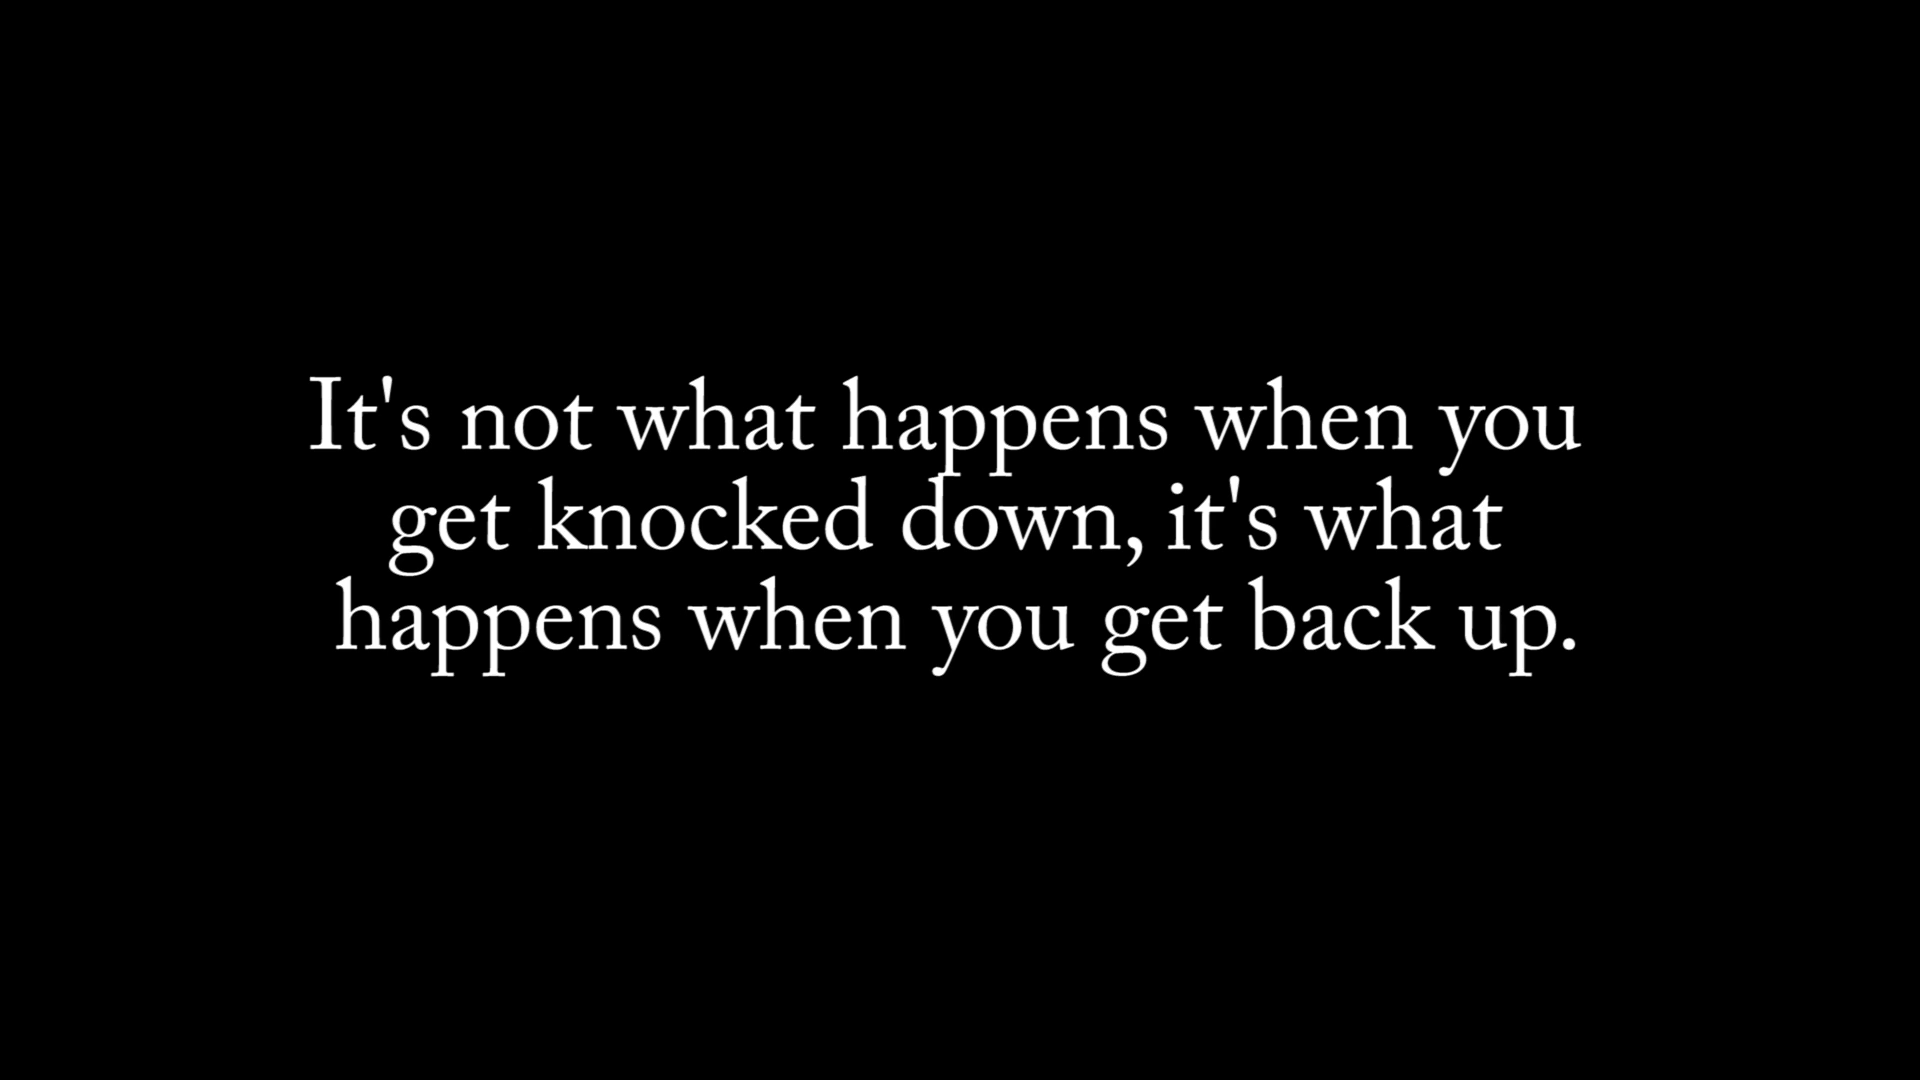 It's not what happens when you
get knocked down, it's what
happens when you get back up.